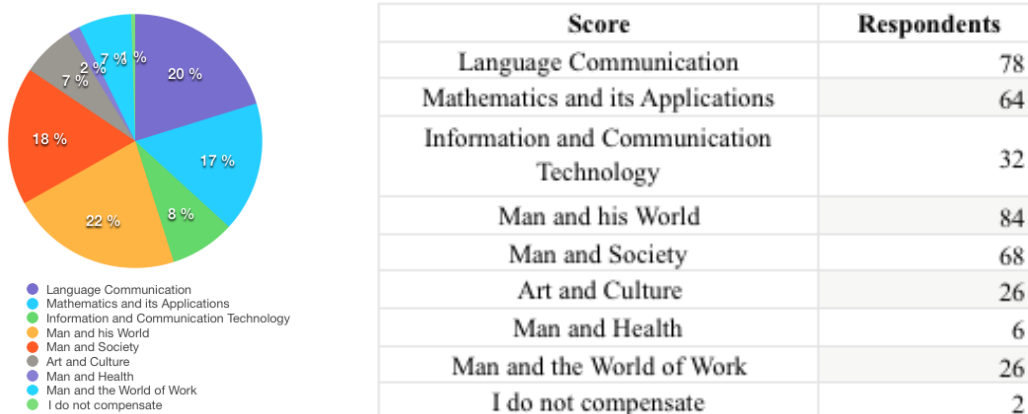 7 %
1 %
2 %
7 %
20 %
18 %
17 %
22 %
8 %
Language Communication
Mathematics and its Applications
Information and Communication Technology
Man and his World
Man and Society
Art and Culture
Man and Health
Man and the World of Work
I do not compensate
Score Respondents
Language Communication 78
Mathematics and its Applications 64
Information and Communication
Technology 32
Man and his World 84
Man and Society 68
Art and Culture 26
Man and Health 6
Man and the World of Work 26
I do not compensate 2